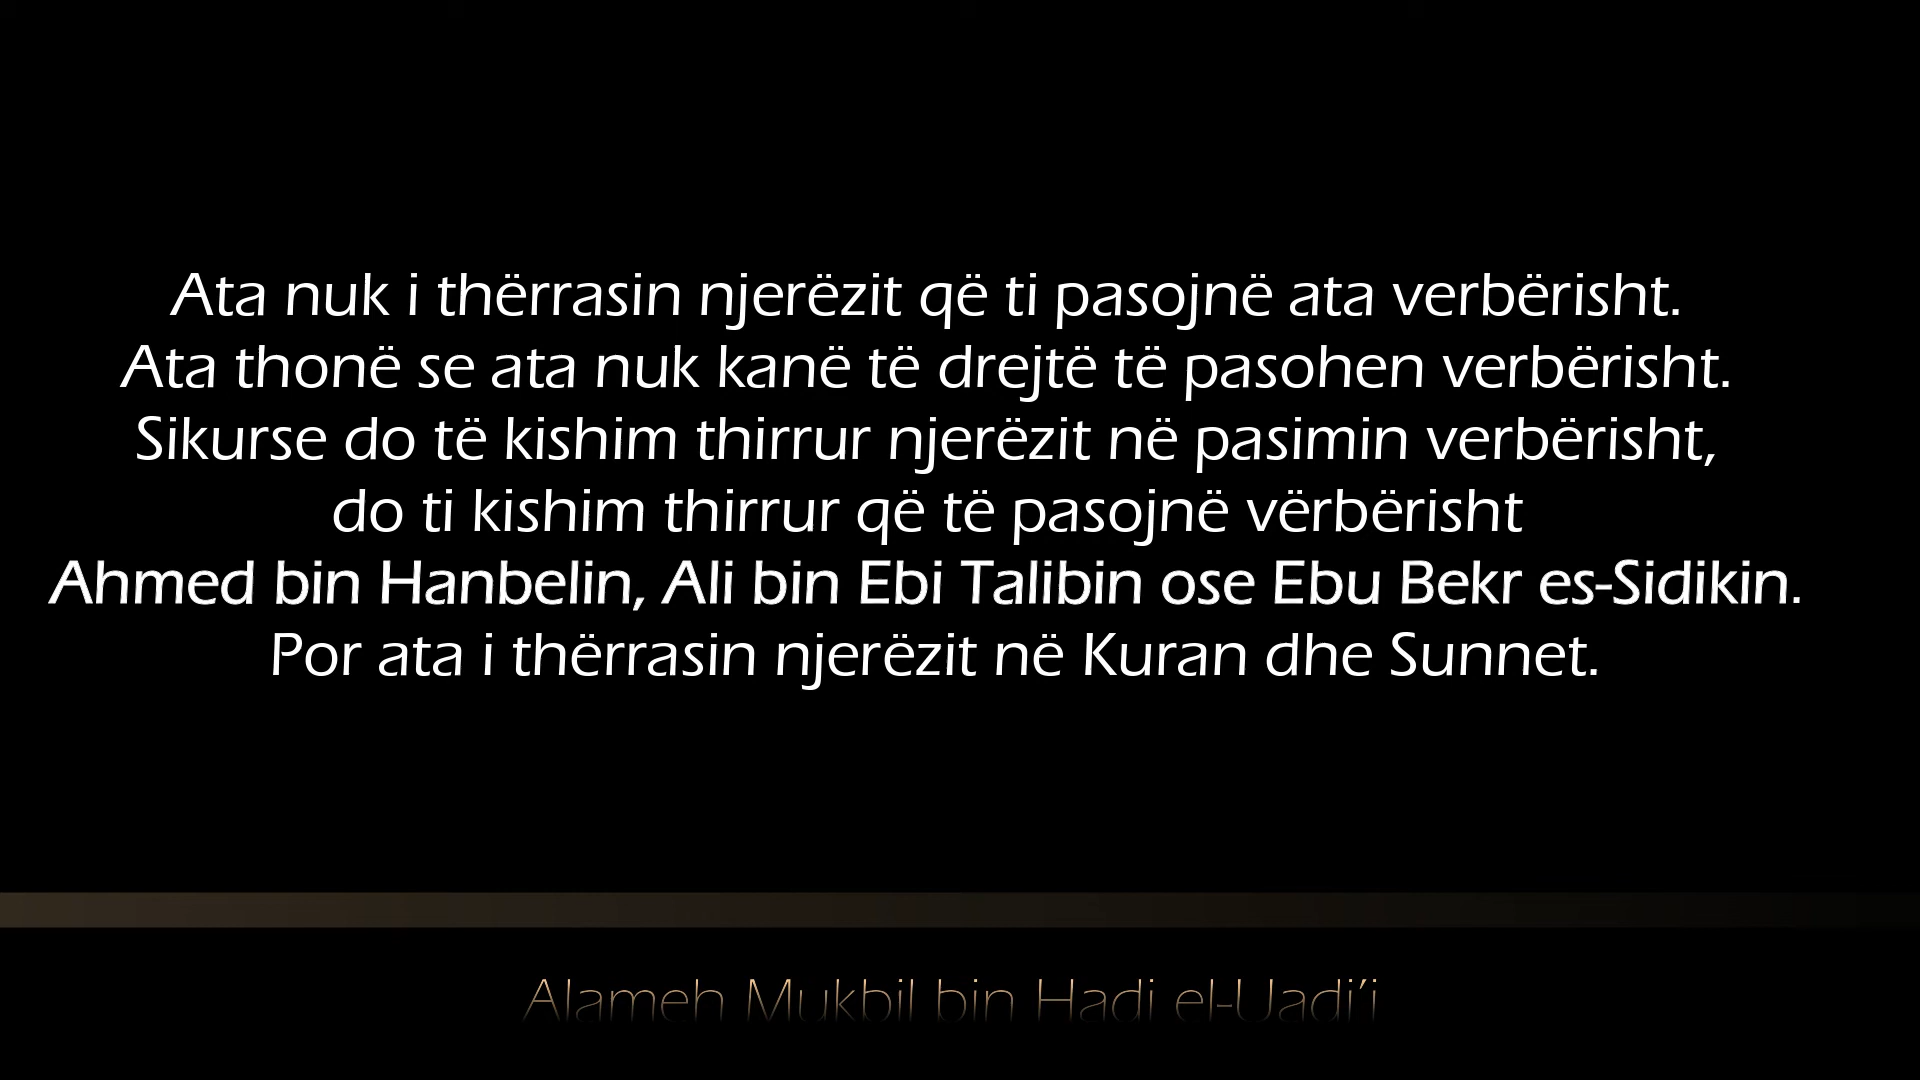 Ata nuk i thërrasin njerëzit që ti pasojnë ata verbërisht.
Ata thonë se ata nuk kanë të drejtë të pasohen verbërisht.
Sikurse do të kishim thirrur njerëzit në pasimin verbërisht,
do ti kishim thirrur që të pasojnë vërbërisht
Ahmed bin Hanbelin, Ali bin Ebi Talibin ose Ebu Bekr es-Sidikin.
Por ata i thërrasin njerëzit në Kuran dhe Sunnet.
Alameh Mukbil bin Hadi el-Uadi'i